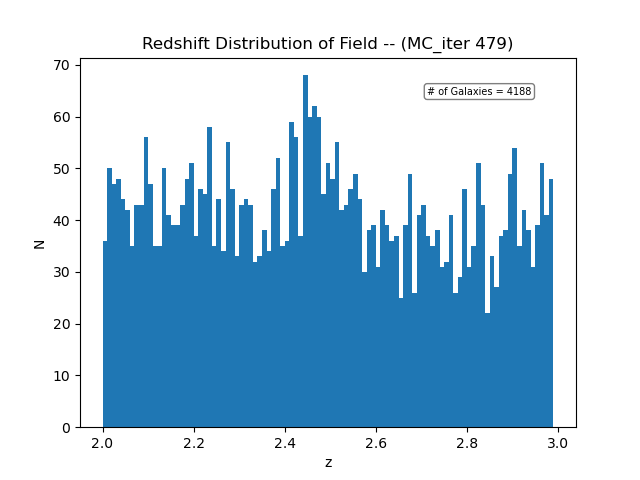 Redshift Distribution of Field -- (MC_iter 479)
# of Galaxies = 4188
70
60
50
40
30
20
10
0
N
2.0 2.2 2.4 2.6 2.8 3.0
z